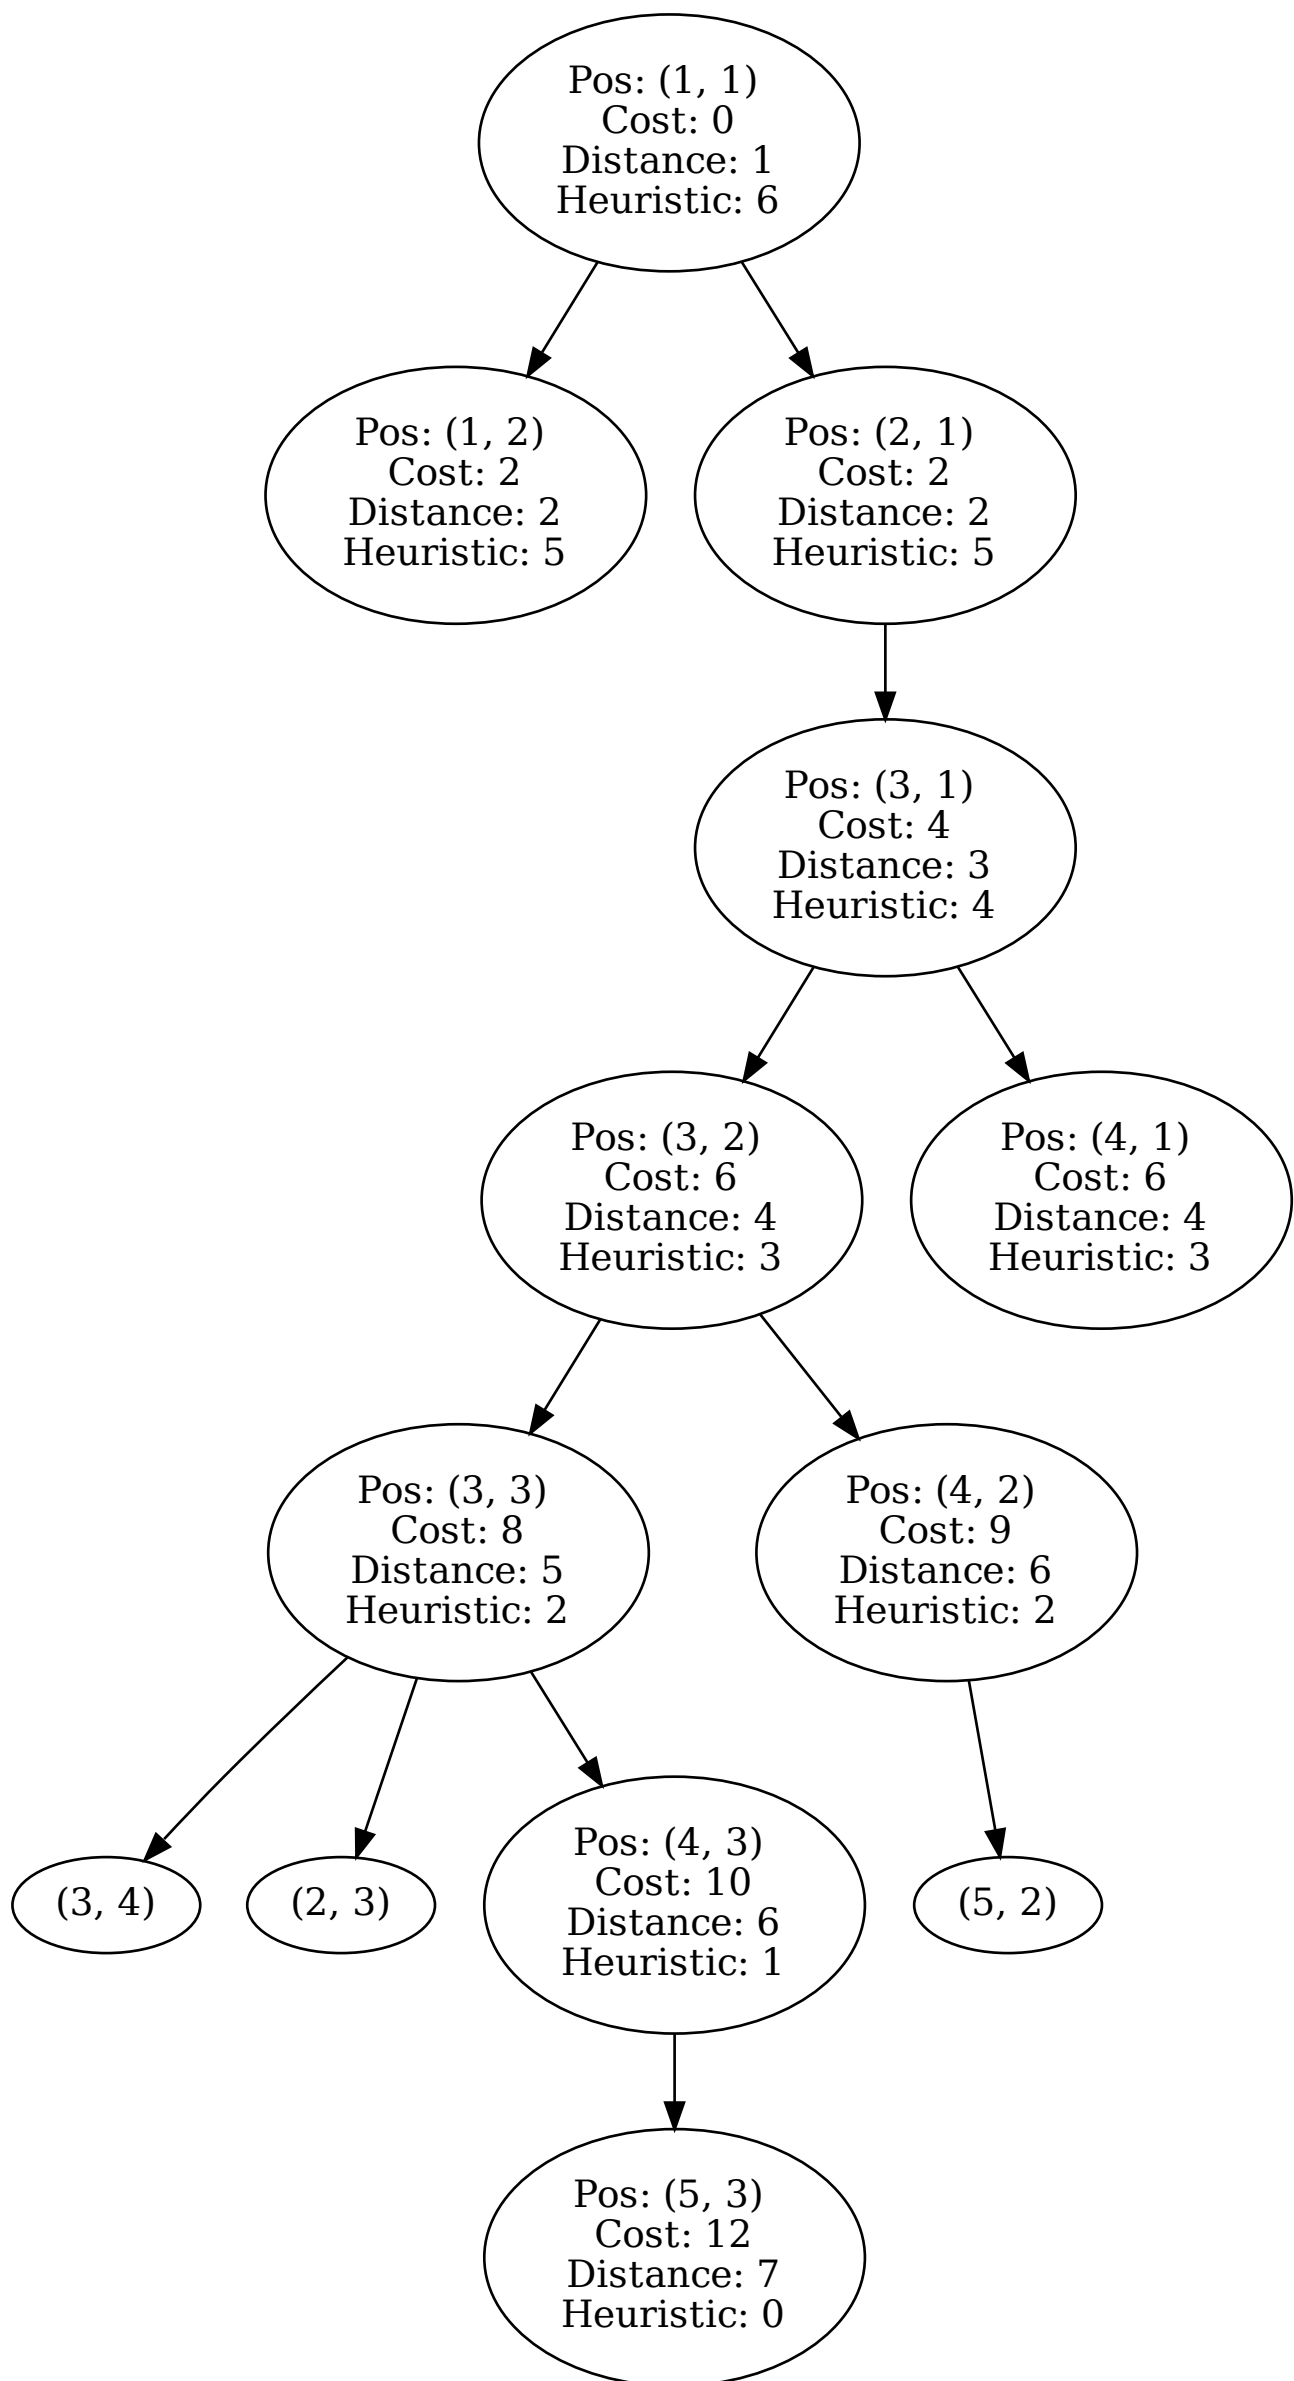 Pos: (1, 1)
Cost: 0
Distance: 1
Heuristic: 6
Pos: (1, 2)
Cost: 2
Distance: 2
Heuristic: 5
Pos: (2, 1)
Cost: 2
Distance: 2
Heuristic: 5
Pos: (3, 1)
Cost: 4
Distance: 3
Heuristic: 4
Pos: (3, 2)
Cost: 6
Distance: 4
Heuristic: 3
Pos: (4, 1)
Cost: 6
Distance: 4
Heuristic: 3
Pos: (3, 3)
Cost: 8
Distance: 5
Heuristic: 2
Pos: (4, 2)
Cost: 9
Distance: 6
Heuristic: 2
(3, 4)
(2, 3)
Pos: (4, 3)
Cost: 10
Distance: 6
Heuristic: 1
(5, 2)
Pos: (5, 3)
Cost: 12
Distance: 7
Heuristic: 0